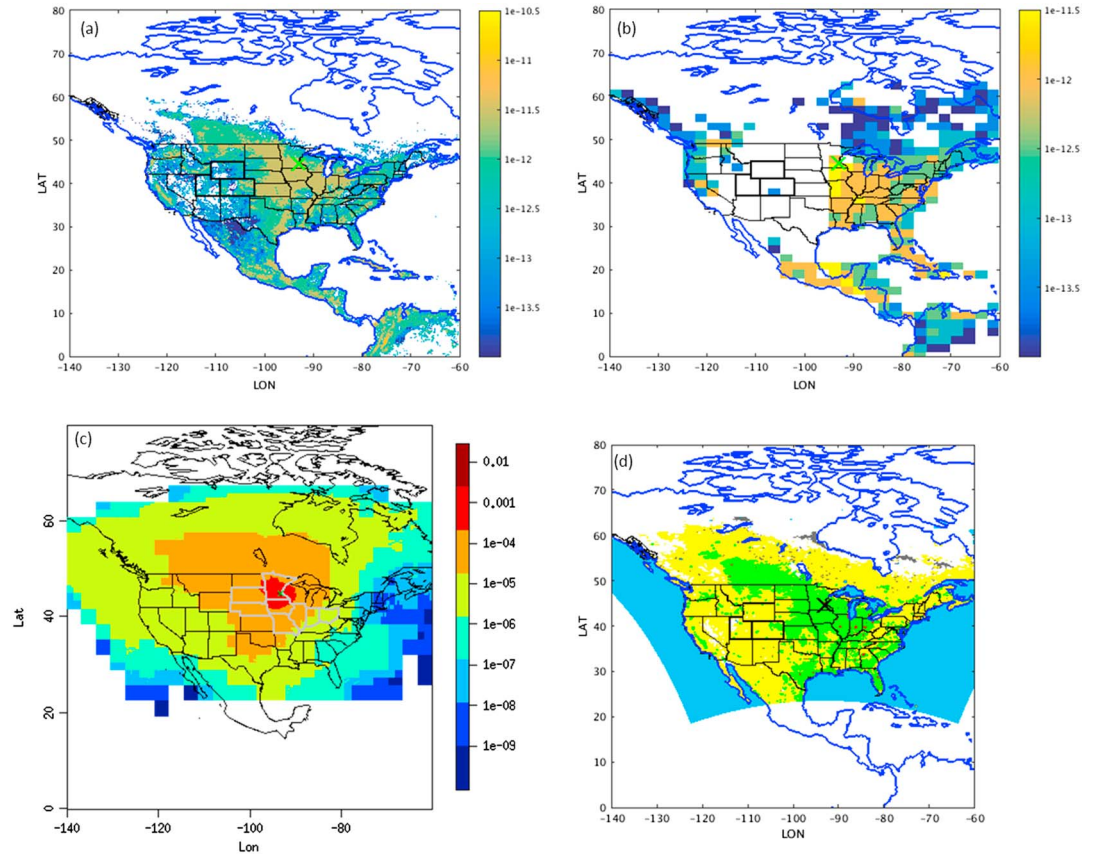 (a)
80
70
60
50
40
30
20
10
0
LAT
−140 −130 −120 −110 −100 −90 −80 −70 −60
LON
1e-10.5
1e-11
1e-11.5
1e-12
1e-12.5
1e-13
1e-13.5
(b)
80
70
60
50
40
30
20
10
0
LAT
−140 −130 −120 −110 −100 −90 −80 −70 −60
LON
1e-11.5
1e-12
1e-12.5
1e-13
1e-13.5
(c)
60
40
20
0
Lat
−140 −120 −100 −80
Lon
0.01
0.001
1e−04
1e−05
1e−06
1e−07
1e−08
1e−09
(d)
80
70
60
50
40
30
20
10
0
LAT
−140 −130 −120 −110 −100 −90 −80 −70 −60
LON